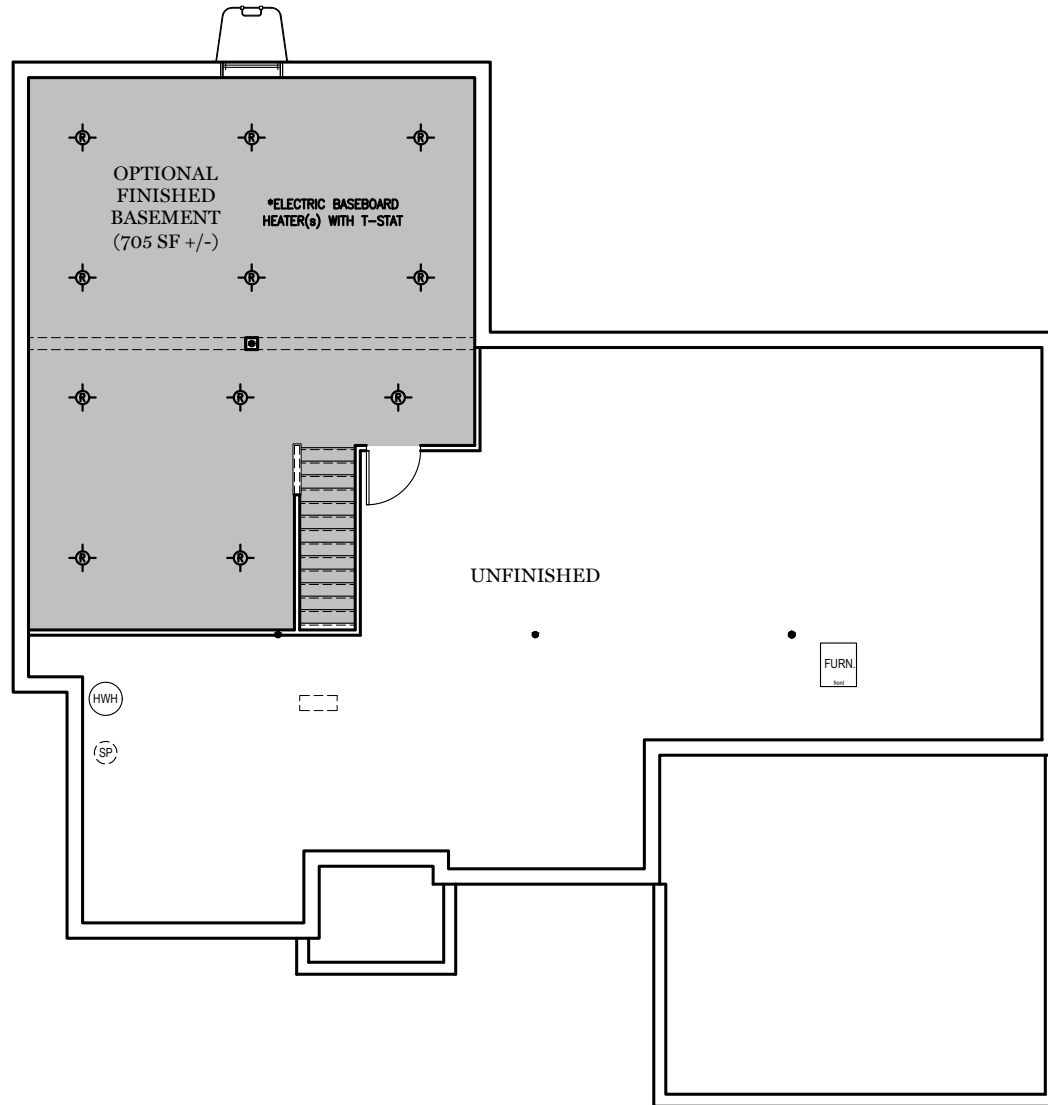 R
R
R
OPTIONAL
FINISHED
BASEMENT
(705 SF +/-)
*ELECTRIC BASEBOARD
HEATER(s) WITH T-STAT
R
R
R
R
R
R
R
R
UNFINISHED
FURN.
front
HWH
SP